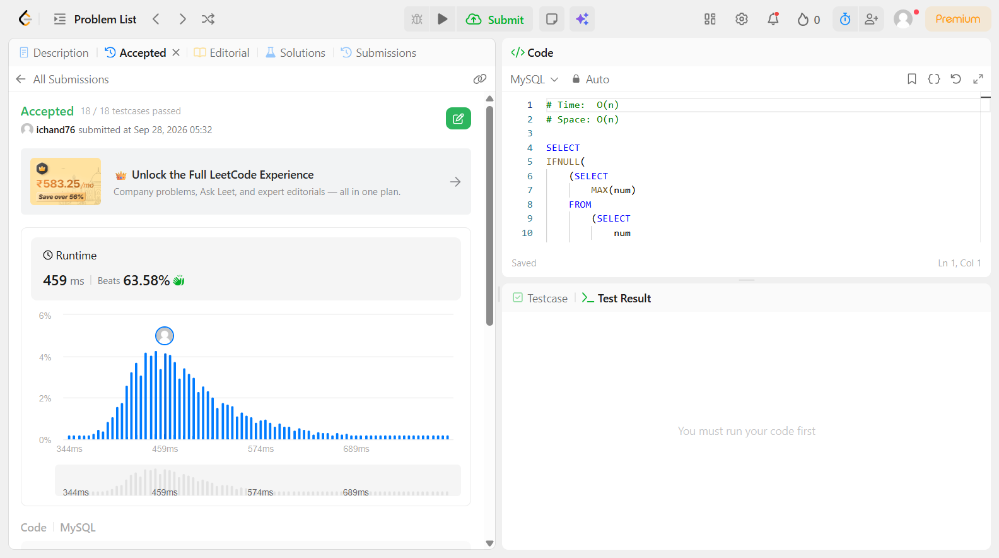 Problem List
Submit
0
Premium
Description
Accepted
Editorial
Solutions
Submissions
All Submissions
Accepted 18 / 18 testcases passed
ichand76 submitted at Sep 28, 2026 05:32
₹583.25/mo
Save over 56%
Unlock the Full LeetCode Experience
Company problems, Ask Leet, and expert editorials — all in one plan.
Runtime
459 ms Beats 63.58%
6%
4%
2%
0%
344ms 459ms 574ms 689ms
344ms 459ms 574ms 689ms
Code MySQL
</> Code
MySQL Auto
1 # Time:  O(n)
2 # Space: O(n)
3
4 SELECT
5 IFNULL(
6 (SELECT
7 MAX(num)
8 FROM
9 (SELECT
10 num
Saved
Ln 1, Col 1
Testcase
Test Result
You must run your code first